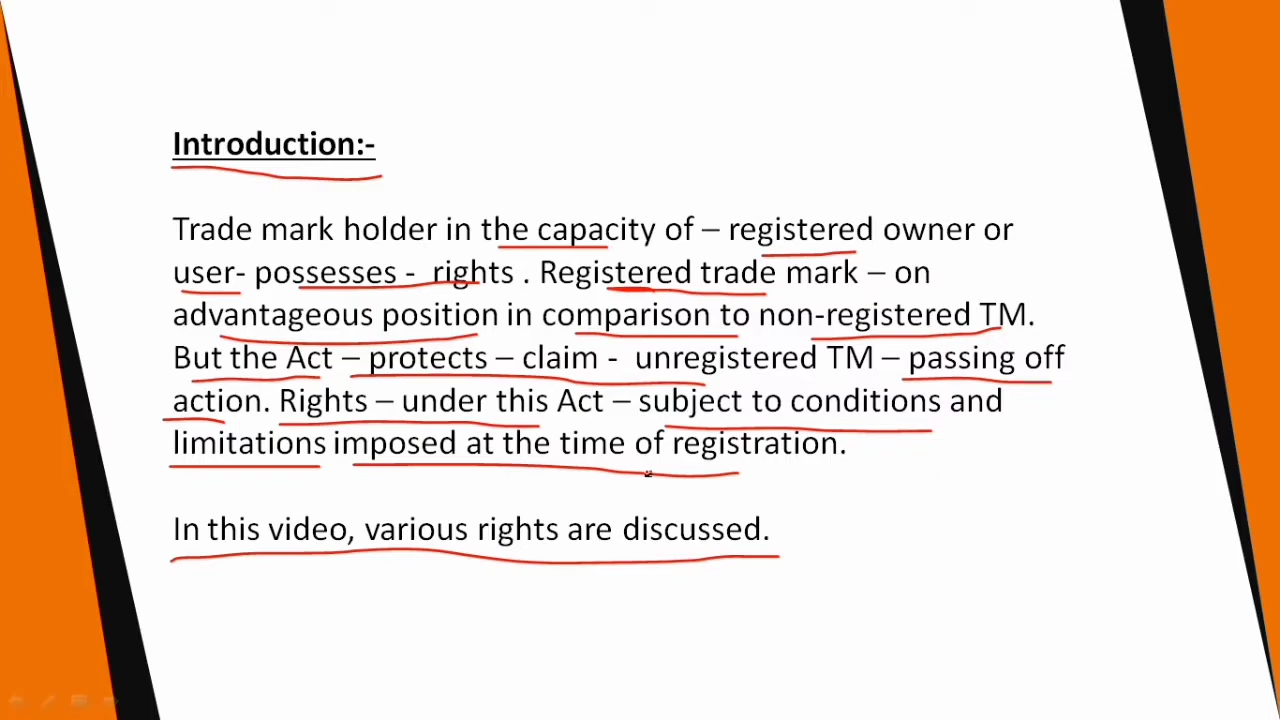 Introduction:-
Trade mark holder in the capacity of – registered owner or
user- possesses - rights . Registered trade mark – on
advantageous position in comparison to non-registered TM.
But the Act – protects – claim - unregistered TM – passing off
action. Rights – under this Act – subject to conditions and
limitations imposed at the time of registration.
In this video, various rights are discussed.